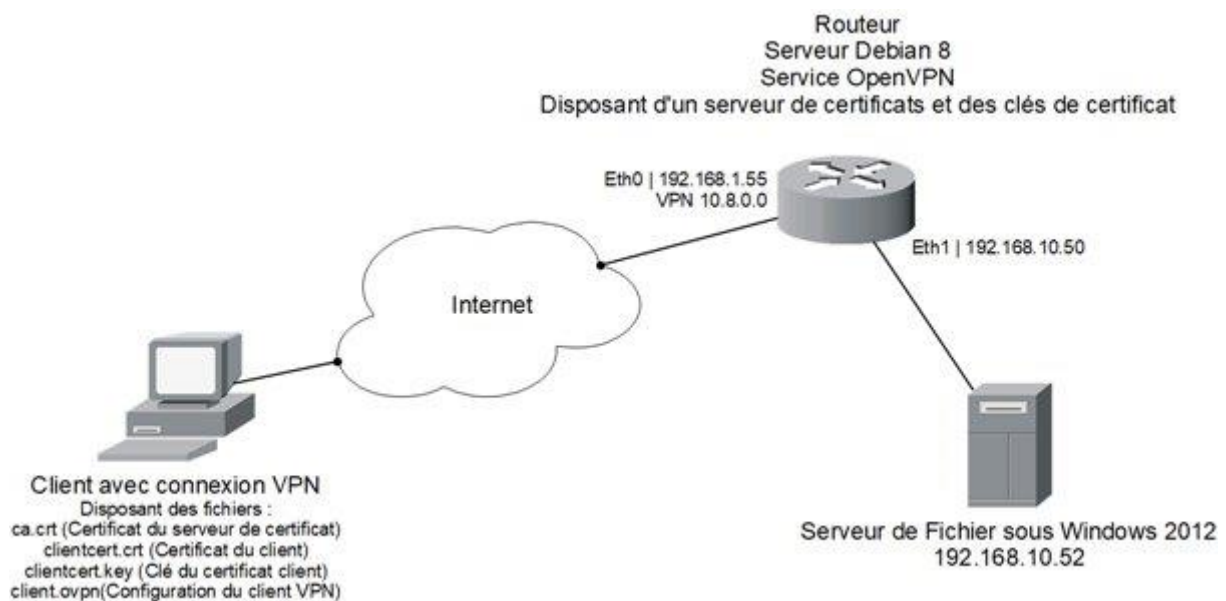 Routeur
Serveur Debian 8
Service OpenVPN
Disposant d'un serveur de certificats et des clés de certificat
Eth0 | 192.168.1.55
VPN 10.8.0.0
Eth1 | 192.168.10.50
Internet
Client avec connexion VPN
Disposant des fichiers :
ca.crt (Certificat du serveur de certificat)
clientcert.crt (Certificat du client)
clientcert.key (Clé du certificat client)
client.ovpn(Configuration du client VPN)
Serveur de Fichier sous Windows 2012
192.168.10.52